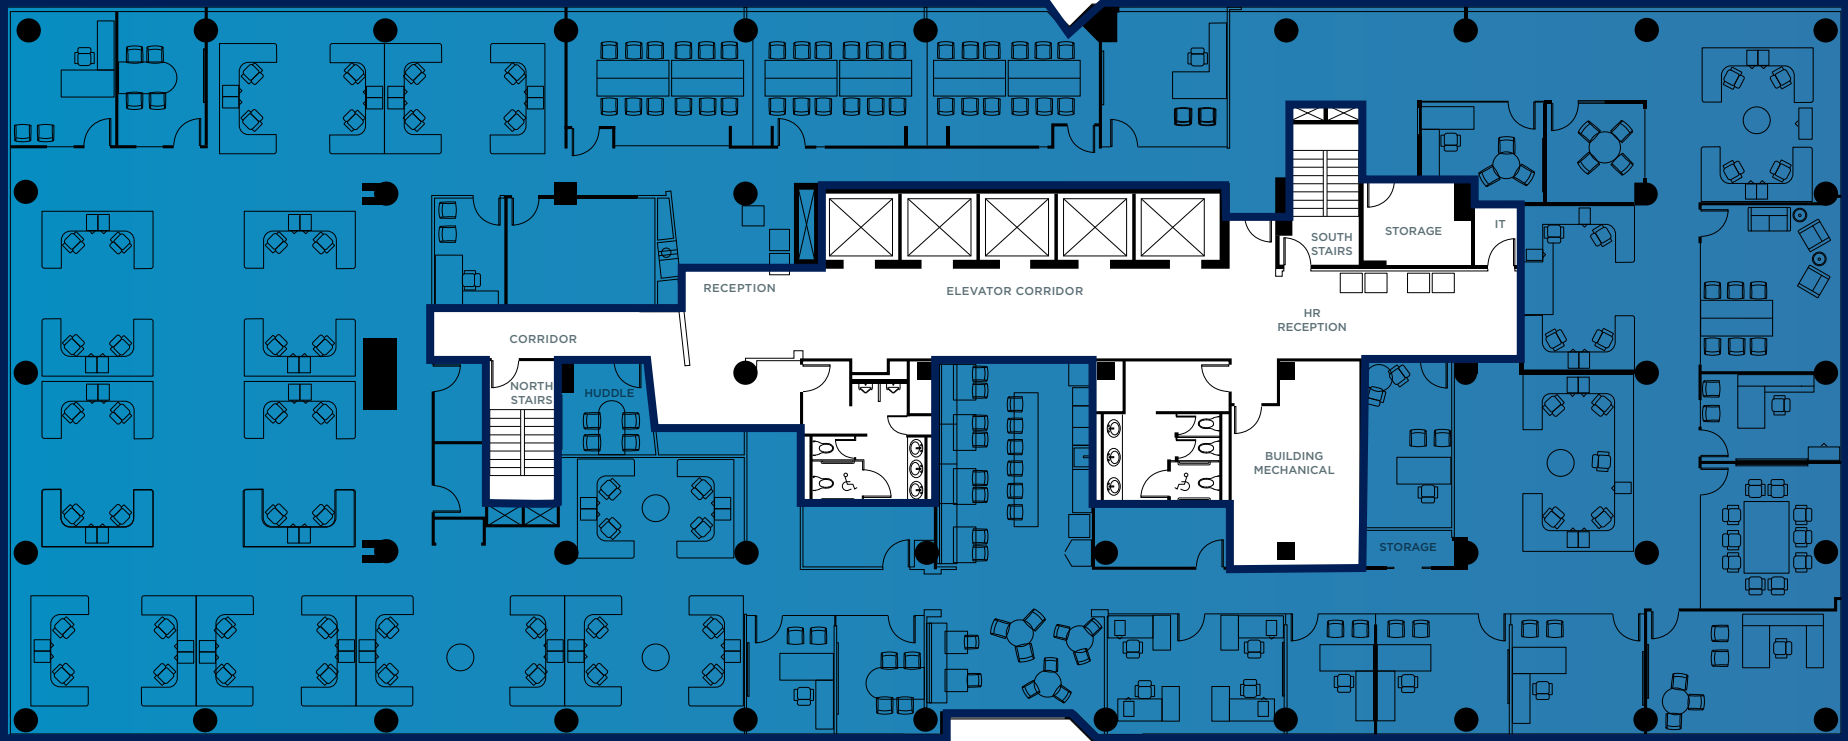 SOUTH
STAIRS
STORAGE
IT
RECEPTION
ELEVATOR CORRIDOR
HR
RECEPTION
CORRIDOR
NORTH
STAIRS
HUDDLE
BUILDING
MECHANICAL
STORAGE